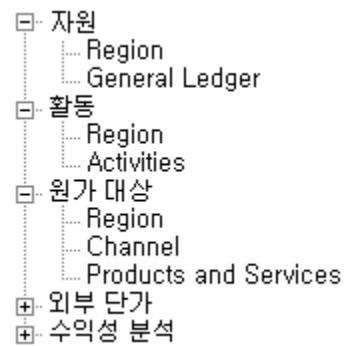 자원
Region
General Ledger
활동
Region
Activities
원가 대상
Region
Channel
Products and Services
외부 단가
수익성 분석